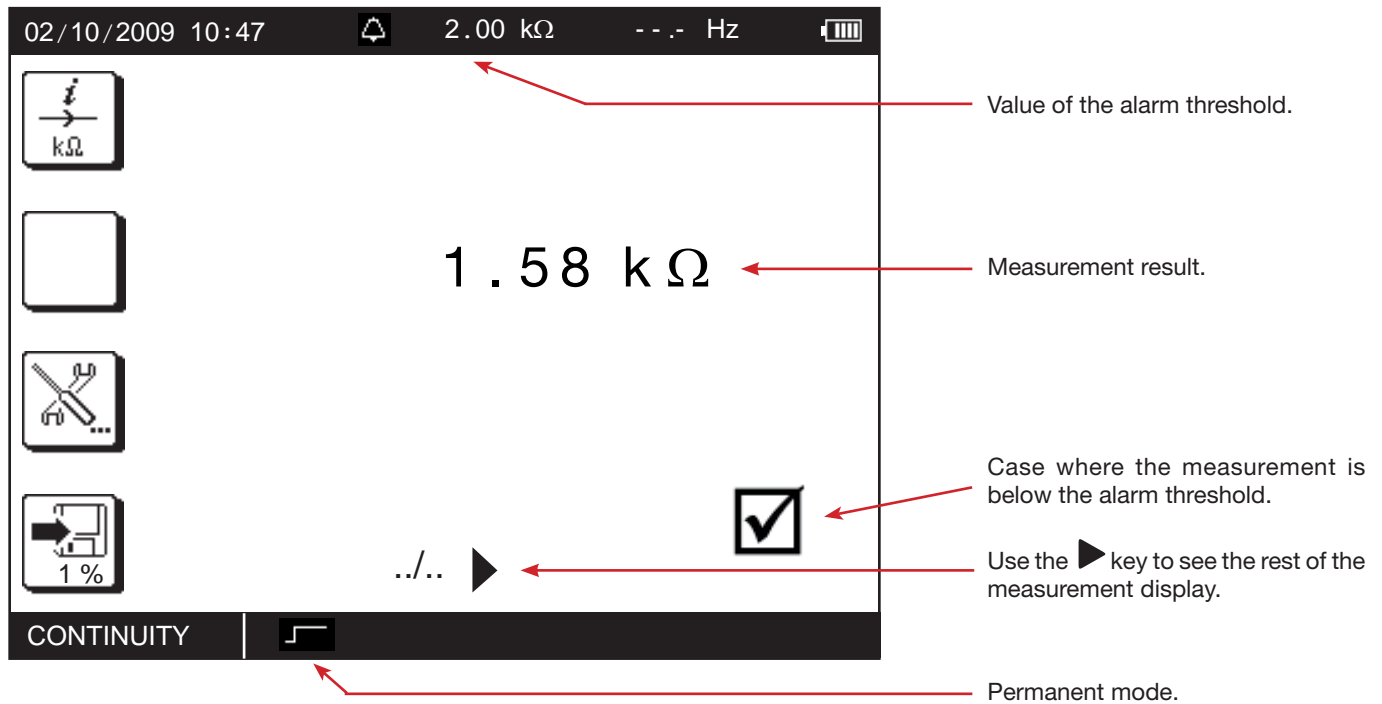 02/10/2009 10:47 2.00 kΩ - - .- Hz
i
kΩ
Value of the alarm threshold.
1.58 kΩ
Measurement result.
...
Case where the measurement is
below the alarm threshold.
1 %
../.. ▶
Use the ▶ key to see the rest of the
measurement display.
CONTINUITY
Permanent mode.